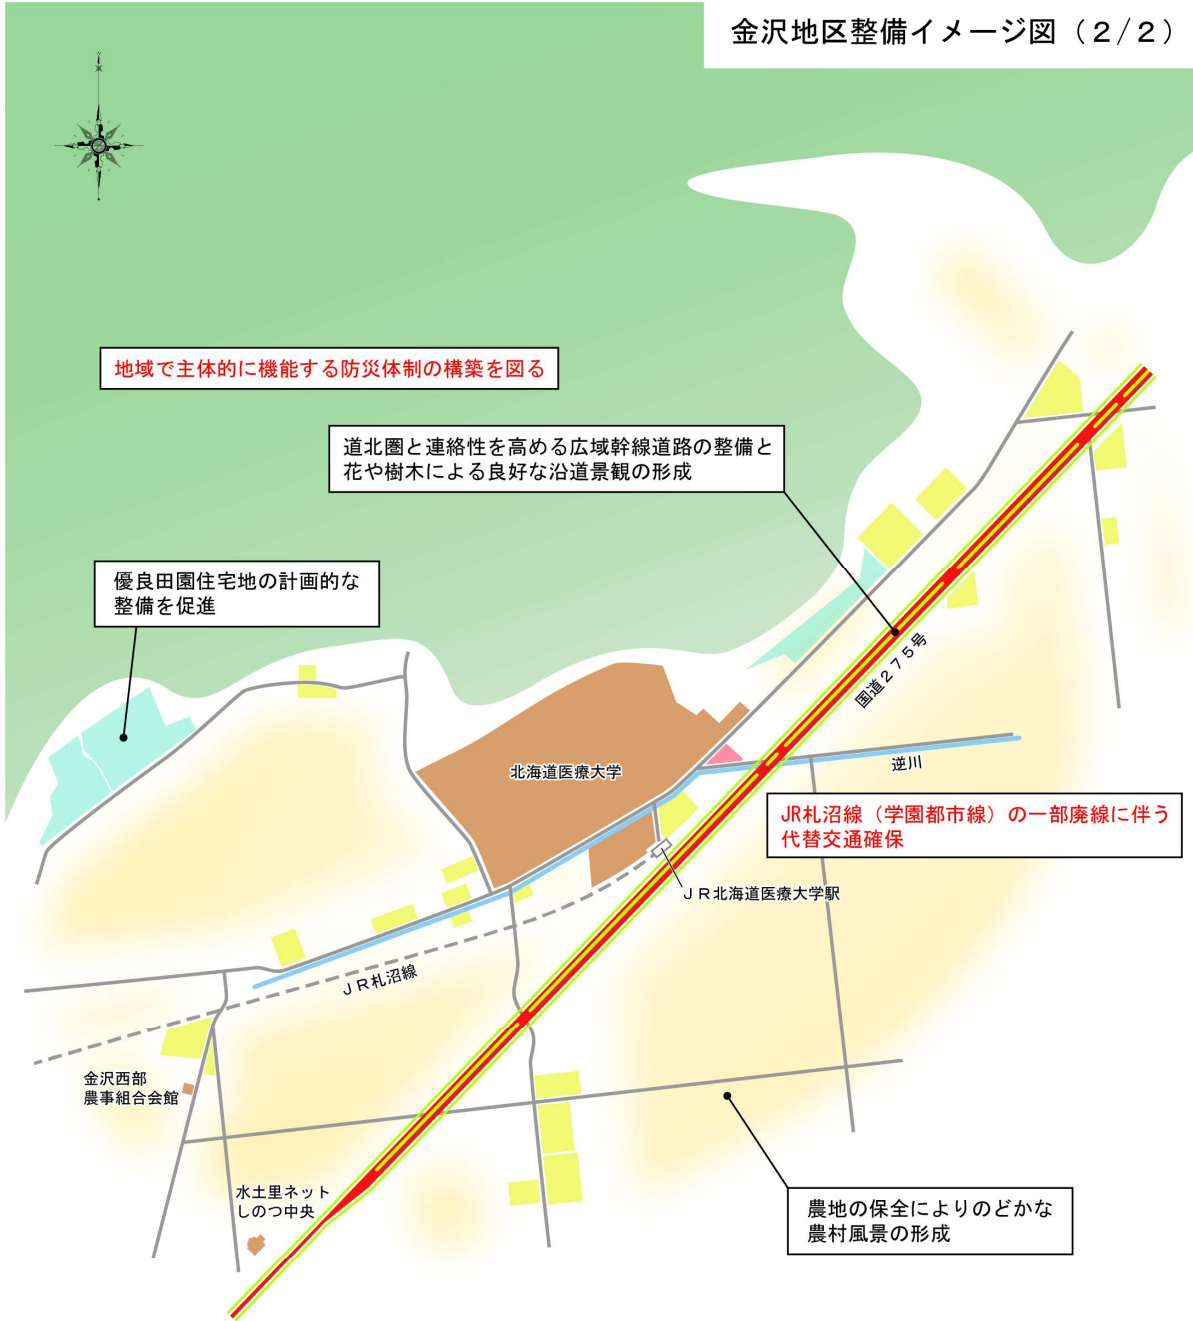 金沢地区整備イメージ図（２/２）
地域で主体的に機能する防災体制の構築を図る
道北圏と連絡性を高める広域幹線道路の整備と
花や樹木による良好な沿道景観の形成
優良田園住宅地の計画的な
整備を促進
国道２７５号
北海道医療大学
逆川
JR札沼線（学園都市線）の一部廃線に伴う
代替交通確保
ＪＲ北海道医療大学駅
ＪＲ札沼線
金沢西部
農事組合会館
水土里ネット
しのつ中央
農地の保全によりのどかな
農村風景の形成